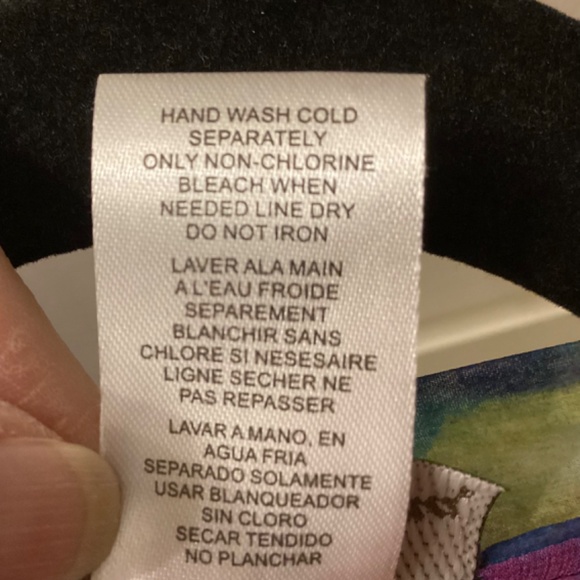 HAND WASH COLD
SEPARATELY
ONLY NON-CHLORINE
BLEACH WHEN
NEEDED LINE DRY
DO NOT IRON
LAVER ALA MAIN
A L'EAU FROIDE
SEPAREMENT
BLANCHIR SANS
CHLORE SI NESESAIRE
LIGNE SECHER NE
PAS REPASSER
LAVAR A MANO, EN
AGUA FRIA
SEPARADO SOLAMENTE
USAR BLANQUEADOR
SIN CLORO
SECAR TENDIDO
NO PLANCHAR